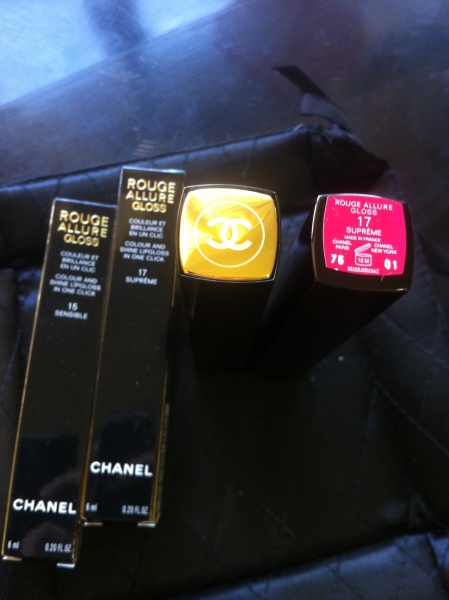 ROUGE
ALLURE
GLOSS
COULEUR ET
BRILLANCE
EN UN CLIC
COLOUR AND
SHINE LIPGLOSS
IN ONE CLICK
15
SENSIBLE
CHANEL
6 ml 0.20 FL.OZ.
ROUGE
ALLURE
GLOSS
COULEUR ET
BRILLANCE
EN UN CLIC
COLOUR AND
SHINE LIPGLOSS
IN ONE CLICK
17
SUPRÊME
CHANEL
6 ml 0.20 FL.OZ.
ROUGE ALLURE
GLOSS
17
SUPRÊME
MADE IN FRANCE
CHANEL PARIS
CHANEL NEW YORK
76
18 M
01